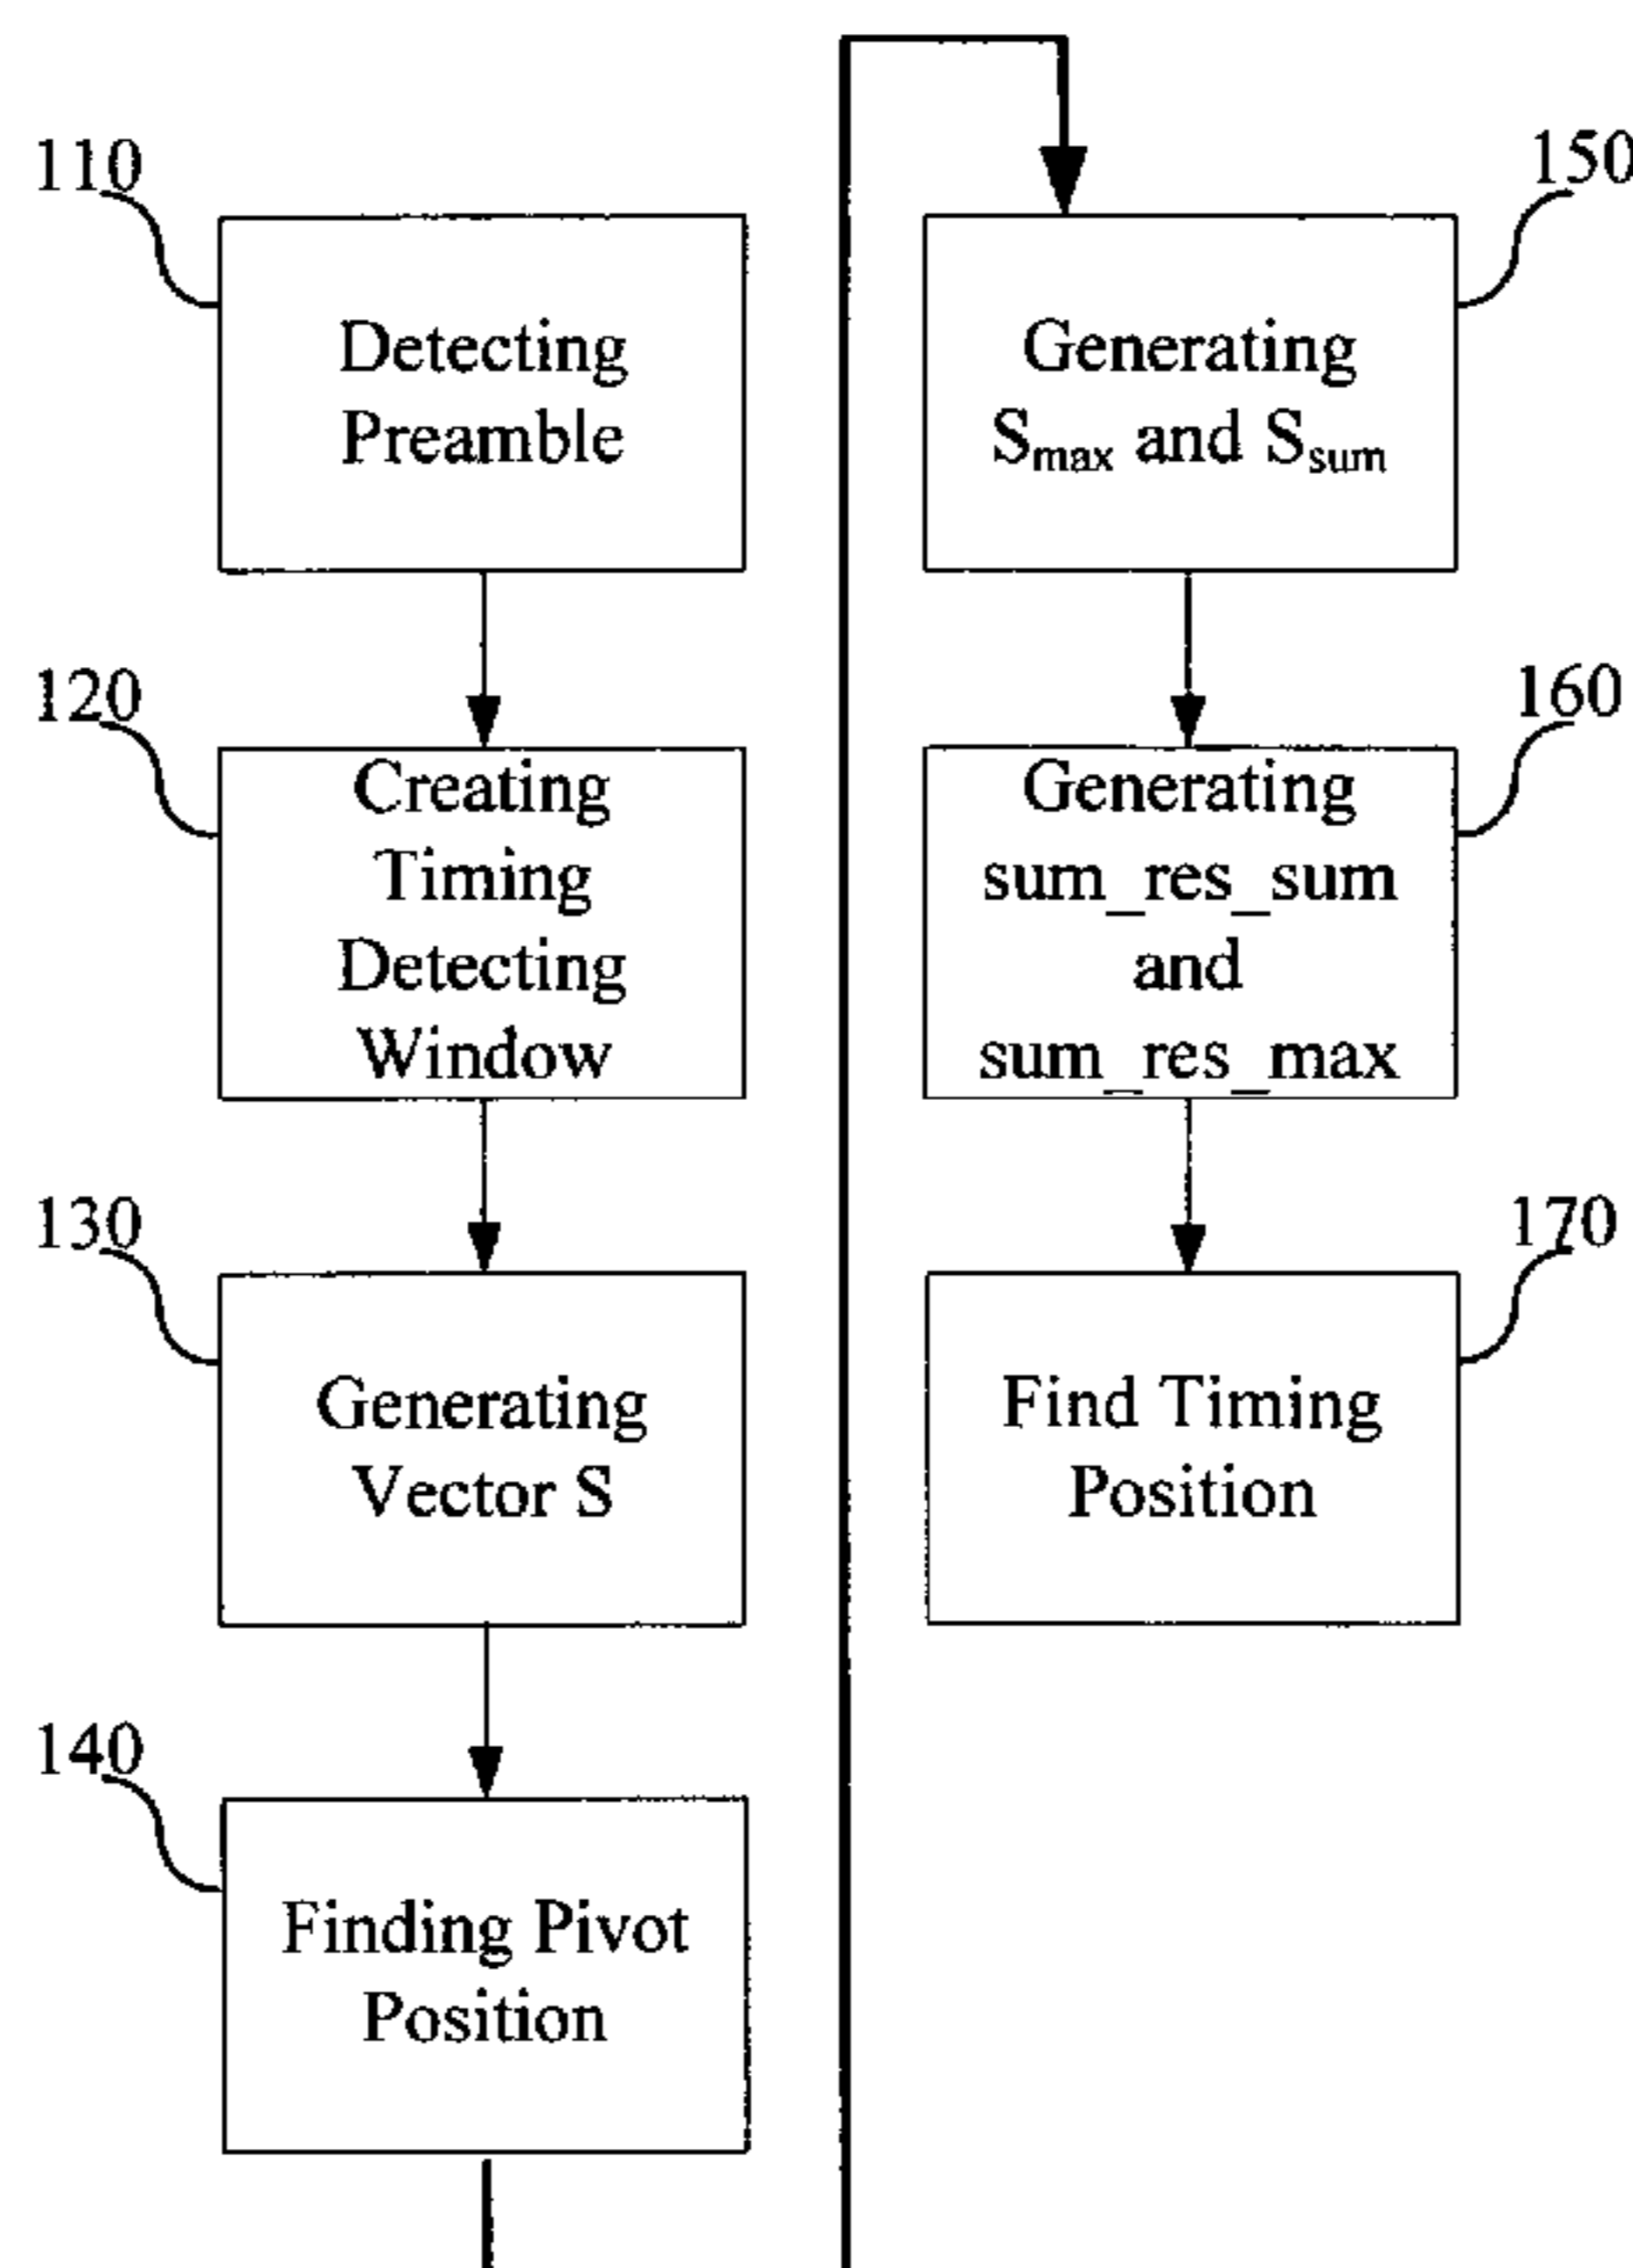 110
Detecting
Preamble
120
Creating
Timing
Detecting
Window
130
Generating
Vector S
140
Finding Pivot
Position
150
Generating
Smax and Ssum
160
Generating
sum_res_sum
and
sum_res_max
170
Find Timing
Position